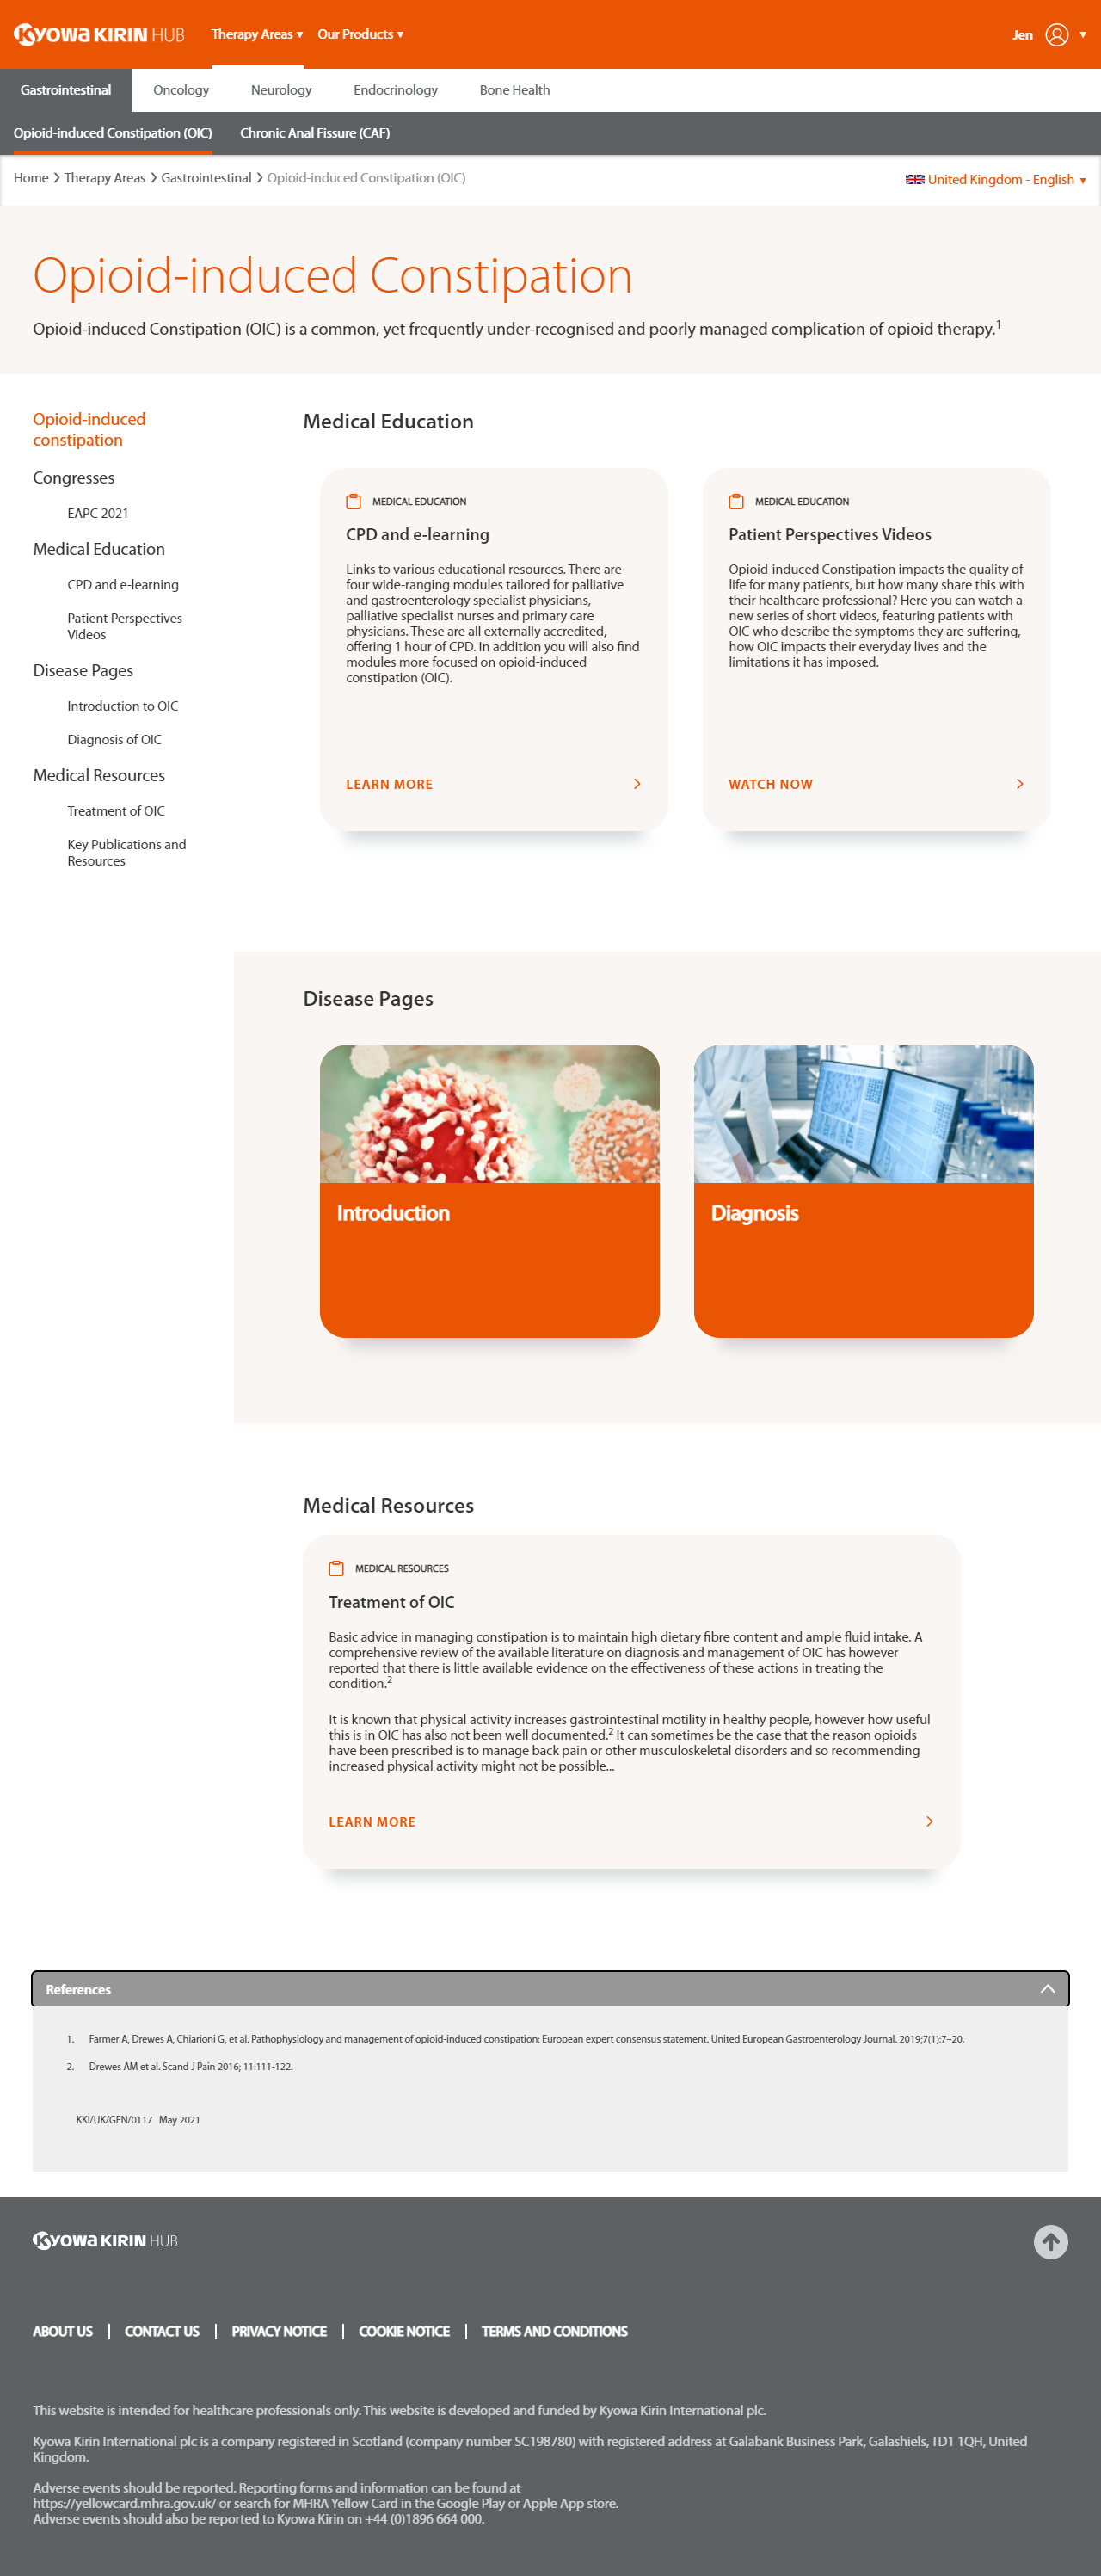 KYOWA KIRIN HUB
Therapy Areas ▼
Our Products ▼
Jen ▼
Gastrointestinal
Oncology
Neurology
Endocrinology
Bone Health
Opioid-induced Constipation (OIC)
Chronic Anal Fissure (CAF)
Home > Therapy Areas > Gastrointestinal > Opioid-induced Constipation (OIC)
United Kingdom - English ▼
Opioid-induced Constipation
Opioid-induced Constipation (OIC) is a common, yet frequently under-recognised and poorly managed complication of opioid therapy.1
Opioid-induced
constipation
Congresses
EAPC 2021
Medical Education
CPD and e-learning
Patient Perspectives
Videos
Disease Pages
Introduction to OIC
Diagnosis of OIC
Medical Resources
Treatment of OIC
Key Publications and
Resources
Medical Education
MEDICAL EDUCATION
CPD and e-learning
Links to various educational resources. There are
four wide-ranging modules tailored for palliative
and gastroenterology specialist physicians,
palliative specialist nurses and primary care
physicians. These are all externally accredited,
offering 1 hour of CPD. In addition you will also find
modules more focused on opioid-induced
constipation (OIC).
LEARN MORE
MEDICAL EDUCATION
Patient Perspectives Videos
Opioid-induced Constipation impacts the quality of
life for many patients, but how many share this with
their healthcare professional? Here you can watch a
new series of short videos, featuring patients with
OIC who describe the symptoms they are suffering,
how OIC impacts their everyday lives and the
limitations it has imposed.
WATCH NOW
Disease Pages
Introduction
Diagnosis
Medical Resources
MEDICAL RESOURCES
Treatment of OIC
Basic advice in managing constipation is to maintain high dietary fibre content and ample fluid intake. A
comprehensive review of the available literature on diagnosis and management of OIC has however
reported that there is little available evidence on the effectiveness of these actions in treating the
condition.2
It is known that physical activity increases gastrointestinal motility in healthy people, however how useful
this is in OIC has also not been well documented.2 It can sometimes be the case that the reason opioids
have been prescribed is to manage back pain or other musculoskeletal disorders and so recommending
increased physical activity might not be possible...
LEARN MORE
References
1. Farmer A, Drewes A, Chiarioni G, et al. Pathophysiology and management of opioid-induced constipation: European expert consensus statement. United European Gastroenterology Journal. 2019;7(1):7–20.
2. Drewes AM et al. Scand J Pain 2016; 11:111-122.
KKI/UK/GEN/0117 May 2021
KYOWA KIRIN HUB
ABOUT US
CONTACT US
PRIVACY NOTICE
COOKIE NOTICE
TERMS AND CONDITIONS
This website is intended for healthcare professionals only. This website is developed and funded by Kyowa Kirin International plc.
Kyowa Kirin International plc is a company registered in Scotland (company number SC198780) with registered address at Galabank Business Park, Galashiels, TD1 1QH, United
Kingdom.
Adverse events should be reported. Reporting forms and information can be found at
https://yellowcard.mhra.gov.uk/ or search for MHRA Yellow Card in the Google Play or Apple App store.
Adverse events should also be reported to Kyowa Kirin on +44 (0)1896 664 000.